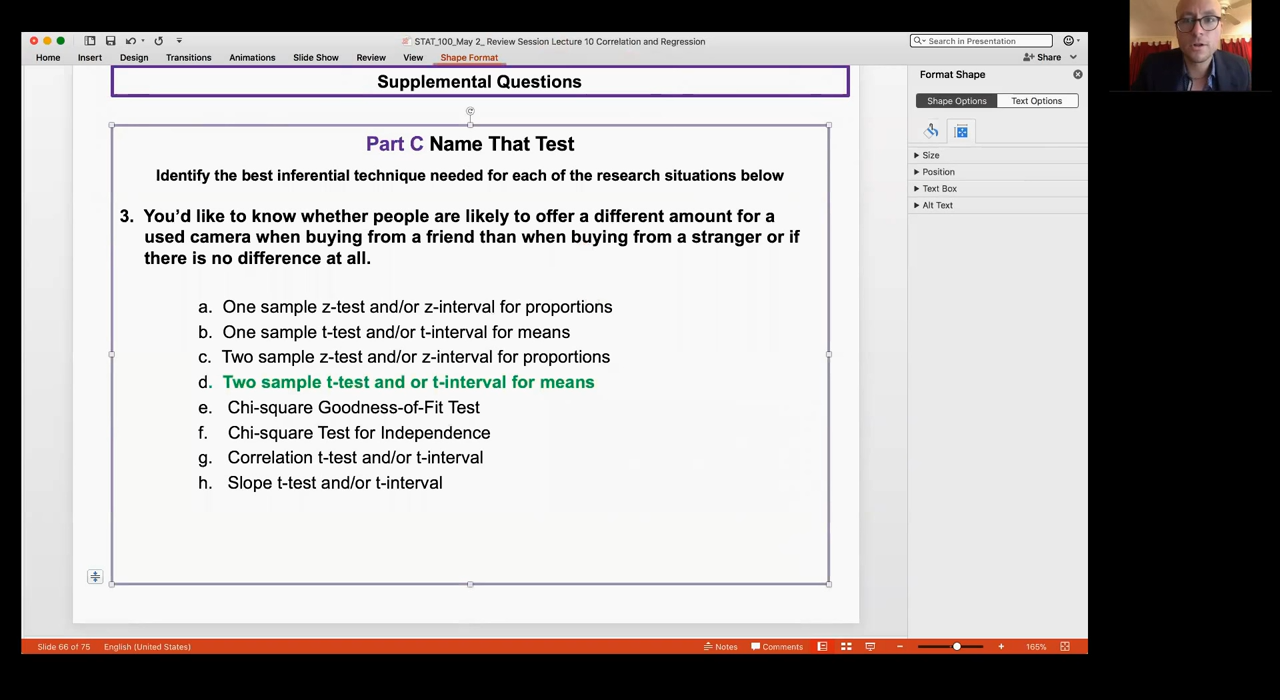 STAT_100_May 2_ Review Session Lecture 10 Correlation and Regression
Search in Presentation
Home Insert Design Transitions Animations Slide Show Review View Shape Format
Share
Supplemental Questions
Part C Name That Test
Identify the best inferential technique needed for each of the research situations below
3. You'd like to know whether people are likely to offer a different amount for a
used camera when buying from a friend than when buying from a stranger or if
there is no difference at all.
a. One sample z-test and/or z-interval for proportions
b. One sample t-test and/or t-interval for means
c. Two sample z-test and/or z-interval for proportions
d. Two sample t-test and or t-interval for means
e. Chi-square Goodness-of-Fit Test
f. Chi-square Test for Independence
g. Correlation t-test and/or t-interval
h. Slope t-test and/or t-interval
Format Shape
Shape Options Text Options
Size
Position
Text Box
Alt Text
Slide 66 of 75 English (United States) Notes Comments 165%